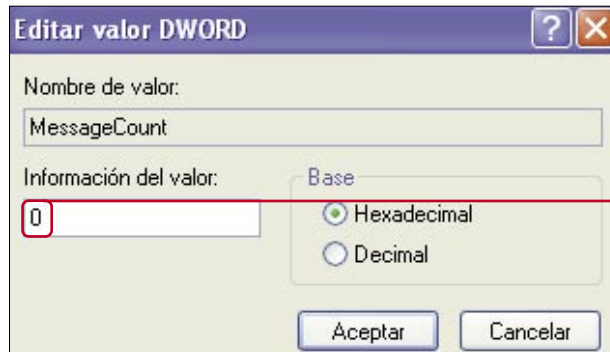 Editar valor DWORD
Nombre de valor:
MessageCount
Información del valor:
0
Base
Hexadecimal
Decimal
Aceptar
Cancelar